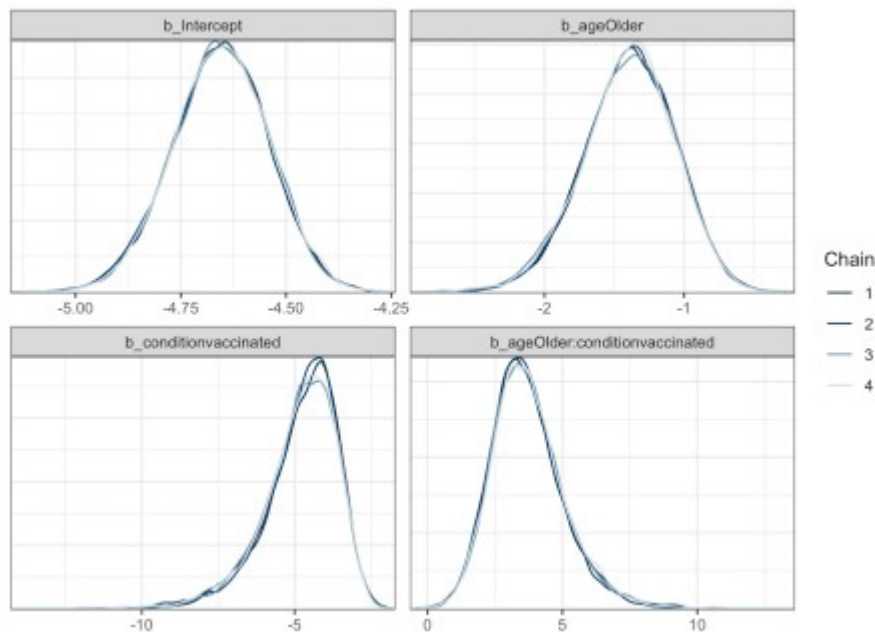 b_Intercept
b_ageOlder
-5.00 -4.75 -4.50 -4.25
-2 -1
b_conditionvaccinated
b_ageOlder:conditionvaccinated
-10 -5
0 5 10
Chain
1
2
3
4